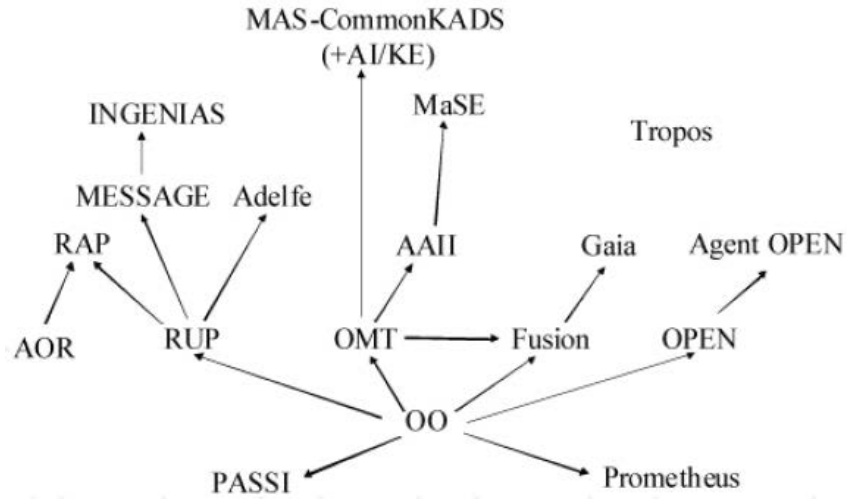 MAS-CommonKADS
(+AI/KE)
MaSE
INGENIAS
Tropos
MESSAGE Adelfe
RAP AAII Gaia Agent OPEN
AOR RUP OMT Fusion OPEN
OO
PASSI Prometheus